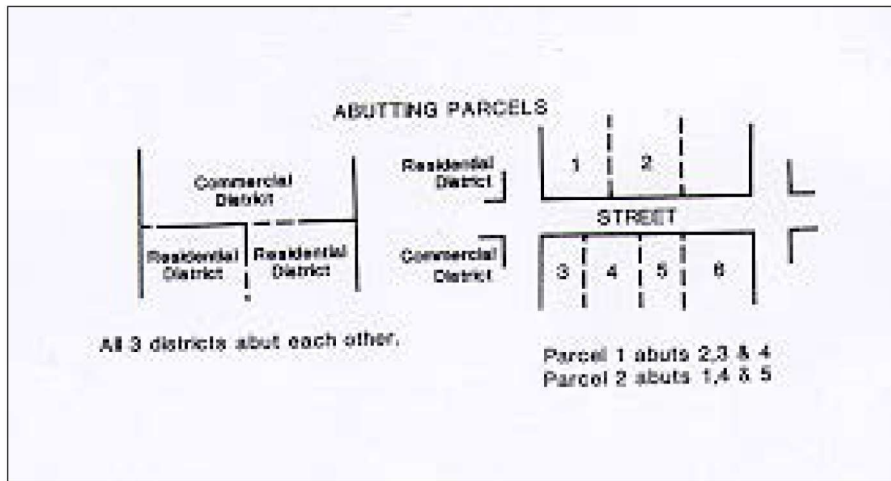 ABUTTING PARCELS
Commercial
District
Residential
District
Residential
District
All 3 districts abut each other.
Residential
District
Commercial
District
1
2
STREET
3
4
5
6
Parcel 1 abuts 2,3 & 4
Parcel 2 abuts 1,4 & 5